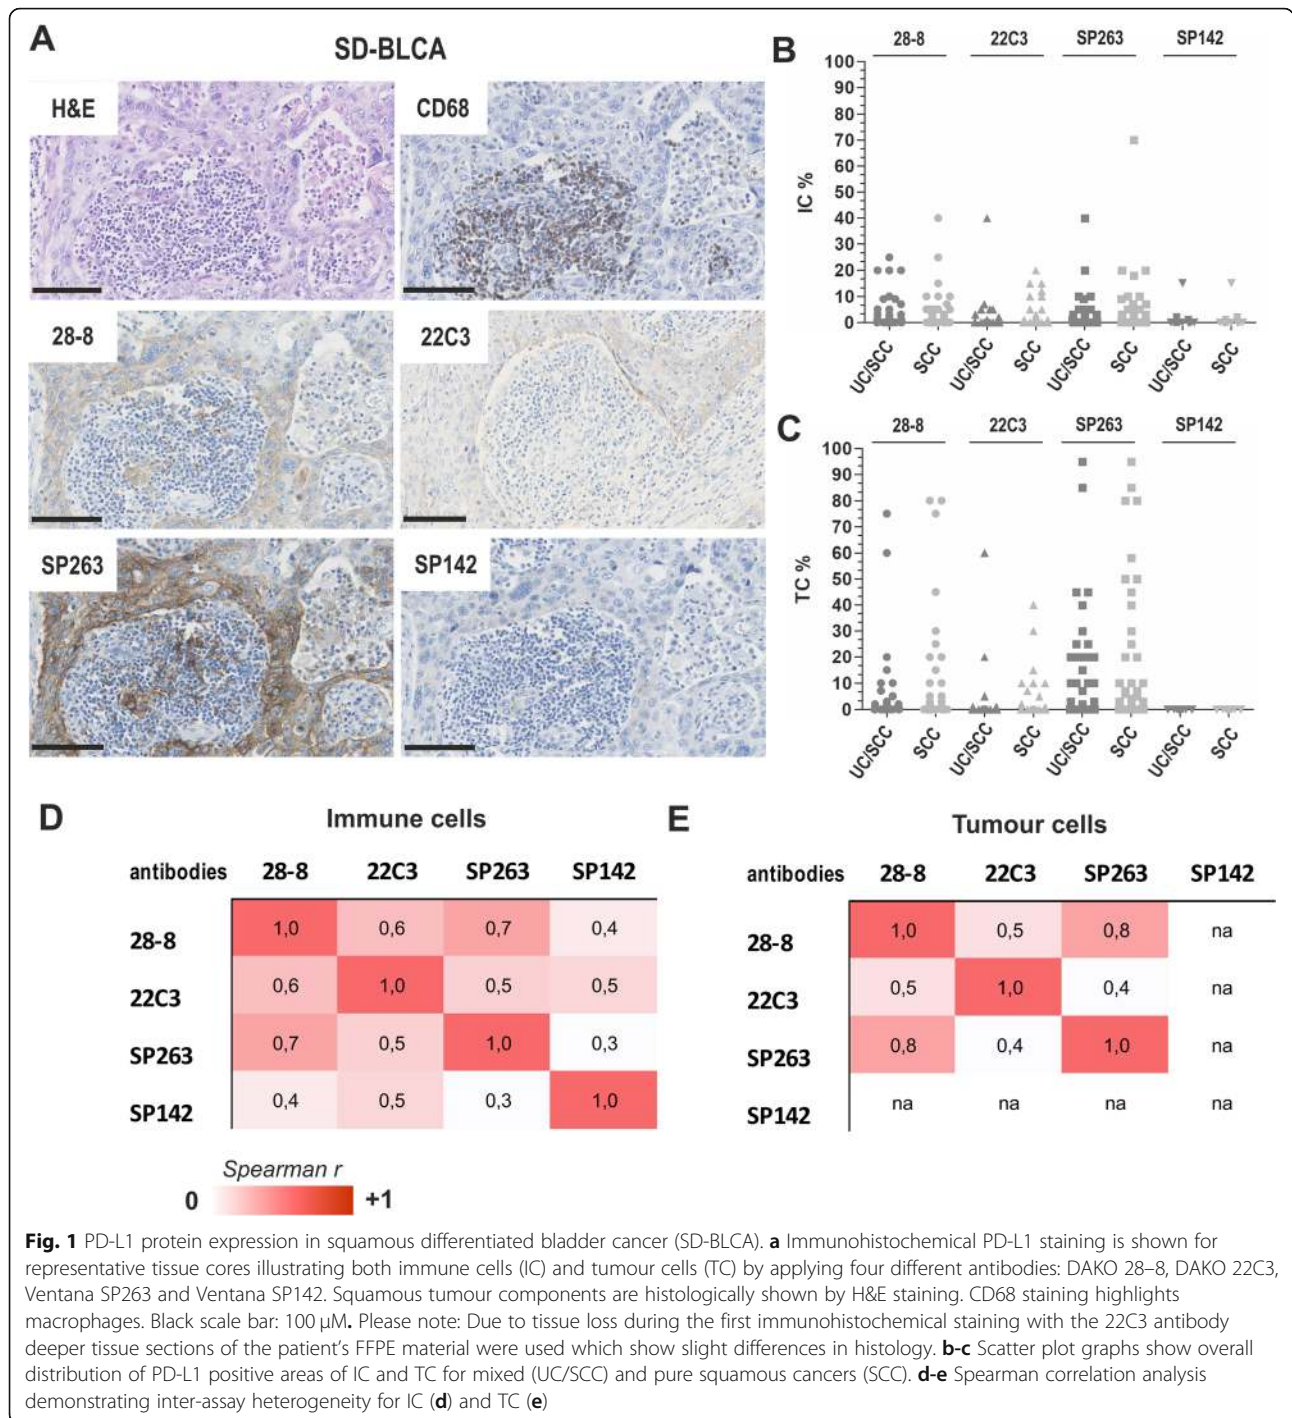 A
SD-BLCA
H&E
CD68
28-8
22C3
SP263
SP142
B
28-8 22C3 SP263 SP142
IC %
100
90
80
70
60
50
40
30
20
10
0
UC/SCC SCC UC/SCC SCC UC/SCC SCC UC/SCC SCC
C
28-8 22C3 SP263 SP142
TC %
100
90
80
70
60
50
40
30
20
10
0
UC/SCC SCC UC/SCC SCC UC/SCC SCC UC/SCC SCC
D
Immune cells
antibodies 28-8 22C3 SP263 SP142
28-8 1,0 0,6 0,7 0,4
22C3 0,6 1,0 0,5 0,5
SP263 0,7 0,5 1,0 0,3
SP142 0,4 0,5 0,3 1,0
Spearman r
0 +1
E
Tumour cells
antibodies 28-8 22C3 SP263 SP142
28-8 1,0 0,5 0,8 na
22C3 0,5 1,0 0,4 na
SP263 0,8 0,4 1,0 na
SP142 na na na na
Fig. 1 PD-L1 protein expression in squamous differentiated bladder cancer (SD-BLCA). a Immunohistochemical PD-L1 staining is shown for
representative tissue cores illustrating both immune cells (IC) and tumour cells (TC) by applying four different antibodies: DAKO 28–8, DAKO 22C3,
Ventana SP263 and Ventana SP142. Squamous tumour components are histologically shown by H&E staining. CD68 staining highlights
macrophages. Black scale bar: 100 μM. Please note: Due to tissue loss during the first immunohistochemical staining with the 22C3 antibody
deeper tissue sections of the patient's FFPE material were used which show slight differences in histology. b-c Scatter plot graphs show overall
distribution of PD-L1 positive areas of IC and TC for mixed (UC/SCC) and pure squamous cancers (SCC). d-e Spearman correlation analysis
demonstrating inter-assay heterogeneity for IC (d) and TC (e)